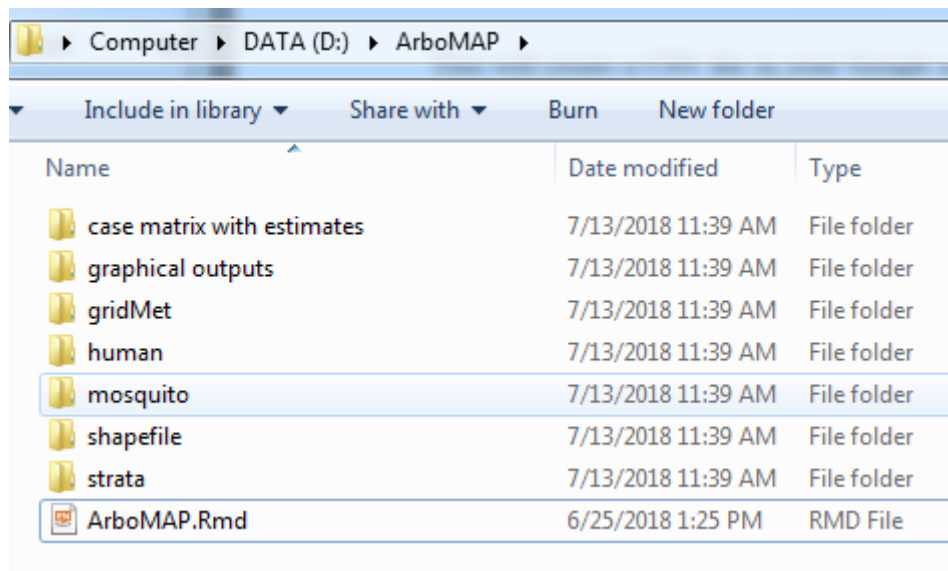 Computer DATA (D:) ArboMAP
Include in library Share with Burn New folder
Name Date modified Type
case matrix with estimates 7/13/2018 11:39 AM File folder
graphical outputs 7/13/2018 11:39 AM File folder
gridMet 7/13/2018 11:39 AM File folder
human 7/13/2018 11:39 AM File folder
mosquito 7/13/2018 11:39 AM File folder
shapefile 7/13/2018 11:39 AM File folder
strata 7/13/2018 11:39 AM File folder
ArboMAP.Rmd 6/25/2018 1:25 PM RMD File